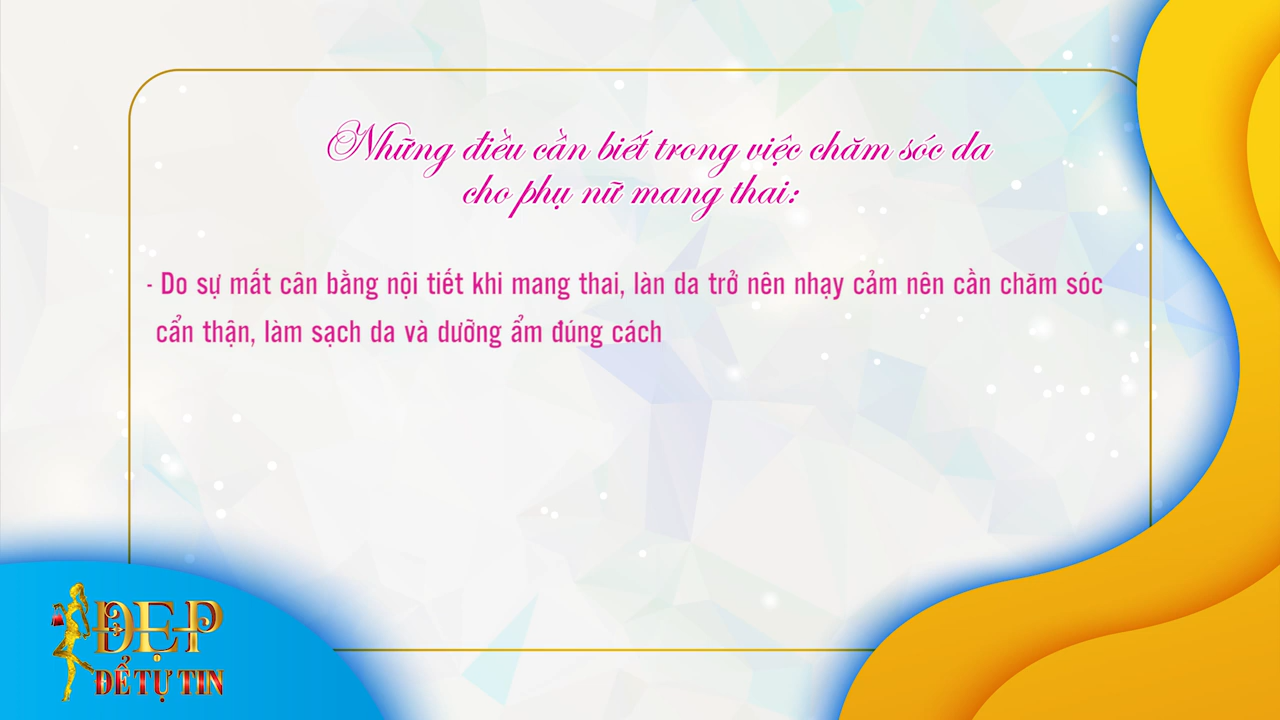 Những điều cần biết trong việc chăm sóc da
cho phụ nữ mang thai:
- Do sự mất cân bằng nội tiết khi mang thai, làn da trở nên nhạy cảm nên cần chăm sóc
cẩn thận, làm sạch da và dưỡng ẩm đúng cách
ĐẸP
ĐỂ TỰ TIN